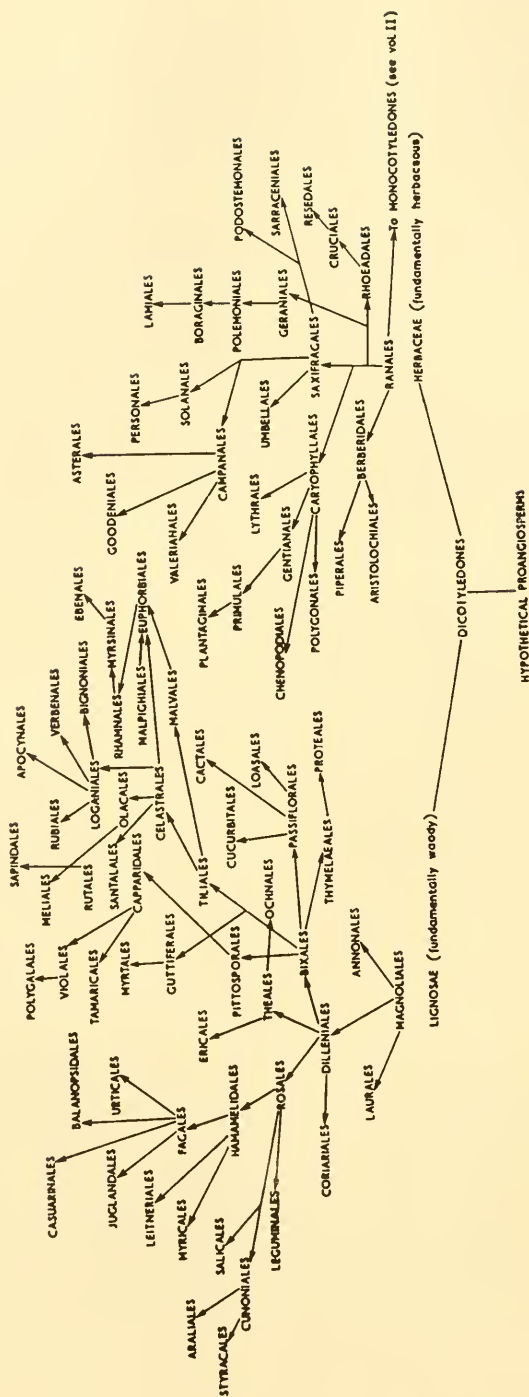 CASUARINALES
BALANOPSIDALES
URTICALES
JUGLANDALES
FAGALES
LEITNERIALES
HAMAMELIDALES
MYRICALES
SALICALES
ROSALES
LEGUMINALES
ARALIALES
CUNONIALES
STYRACALES
CORIARIALES
DILLENIALES
LAURALES
MAGNOLIALES
ANNONALES
LIGNOSAE (fundamentally woody)
ERICALES
THEALES
OCHNALES
BIXALES
PITTOSPORALES
GUTTIFERALES
MYRTALES
TAMARICALES
POLYGALALES
VIOLALES
CAPPARIDALES
TILIALES
CUCURBITALES
CACTALES
LOASALES
PASSIFLORALES
THYMELAEALES
PROTEALES
SAPINDALES
RUTALES
MELIALES
SANTALALES
OLACALES
CELASTRALES
RUBIALES
LOGANIALES
APOCYNALES
VERBENALES
BIGNONIALES
RHAMNALES
MYRSINALES
EBENALES
MALPIGHIALES
EUPHORBIALES
MALVALES
ASTERALES
GOODENIALES
VALERIANALES
CAMPANALES
PERSONALES
SOLANALES
LAMIALES
BORAGINALES
POLEMONIALES
GERANIALES
PODOSTEMONALES
SARRACENIALES
RESEDALES
CRUCIALES
RHOEADALES
SAXIFRAGALES
UMBELLALES
LYTHRALES
CARYOPHYLLALES
GENTIANALES
PRIMULALES
PLANTAGINALES
CHENOPODIALES
POLYGONALES
PIPERALES
BERBERIDALES
ARISTOLOCHIALES
RANALES
To MONOCOTYLEDONES (see vol.II)
HERBACEAE (fundamentally herbaceous)
DICOTYLEDONES
HYPOTHETICAL PROANGIOSPERMS